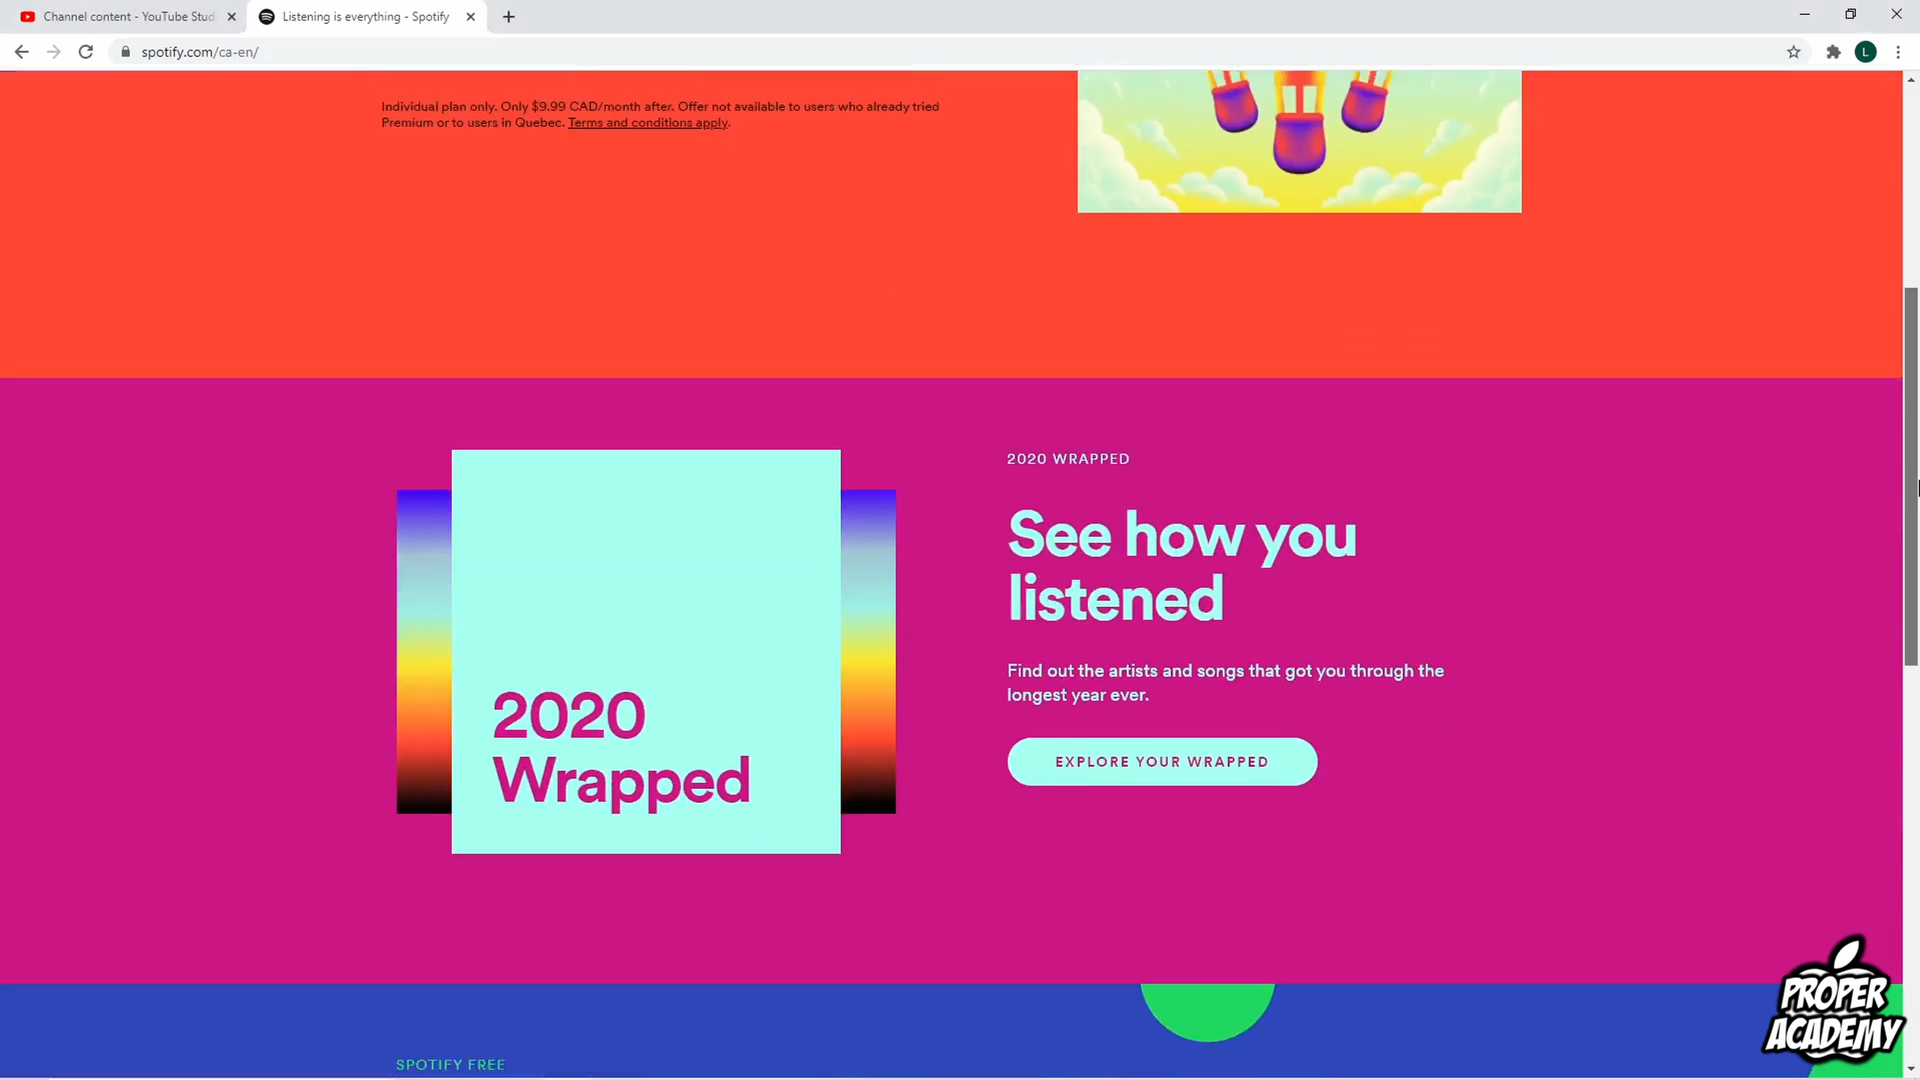 Channel content - YouTube Stud
Listening is everything - Spotify
spotify.com/ca-en/
L
Individual plan only. Only $9.99 CAD/month after. Offer not available to users who already tried
Premium or to users in Quebec. Terms and conditions apply.
2020
Wrapped
2020 WRAPPED
See how you
listened
Find out the artists and songs that got you through the
longest year ever.
EXPLORE YOUR WRAPPED
SPOTIFY FREE
PROPER
ACADEMY